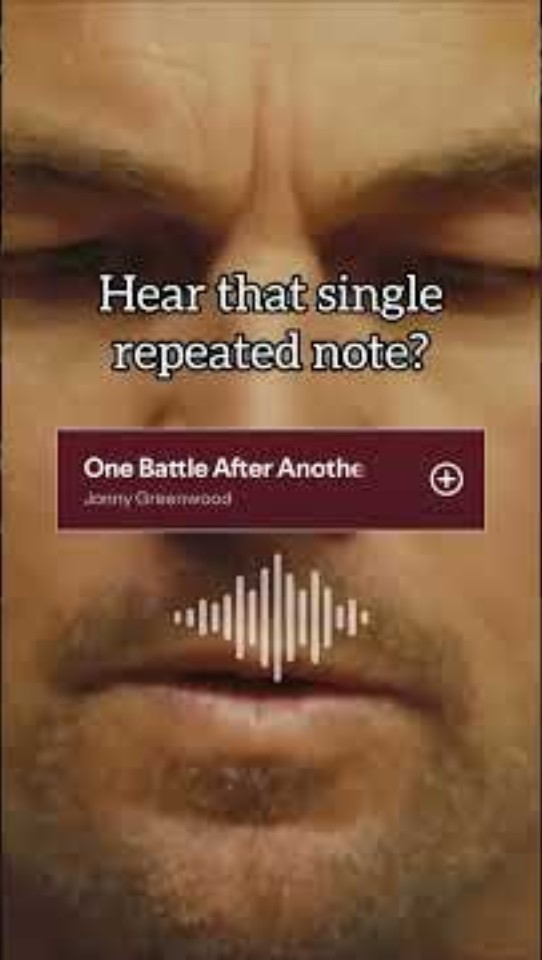 Hear that single
repeated note?
One Battle After Anothe
Jonny Greenwood